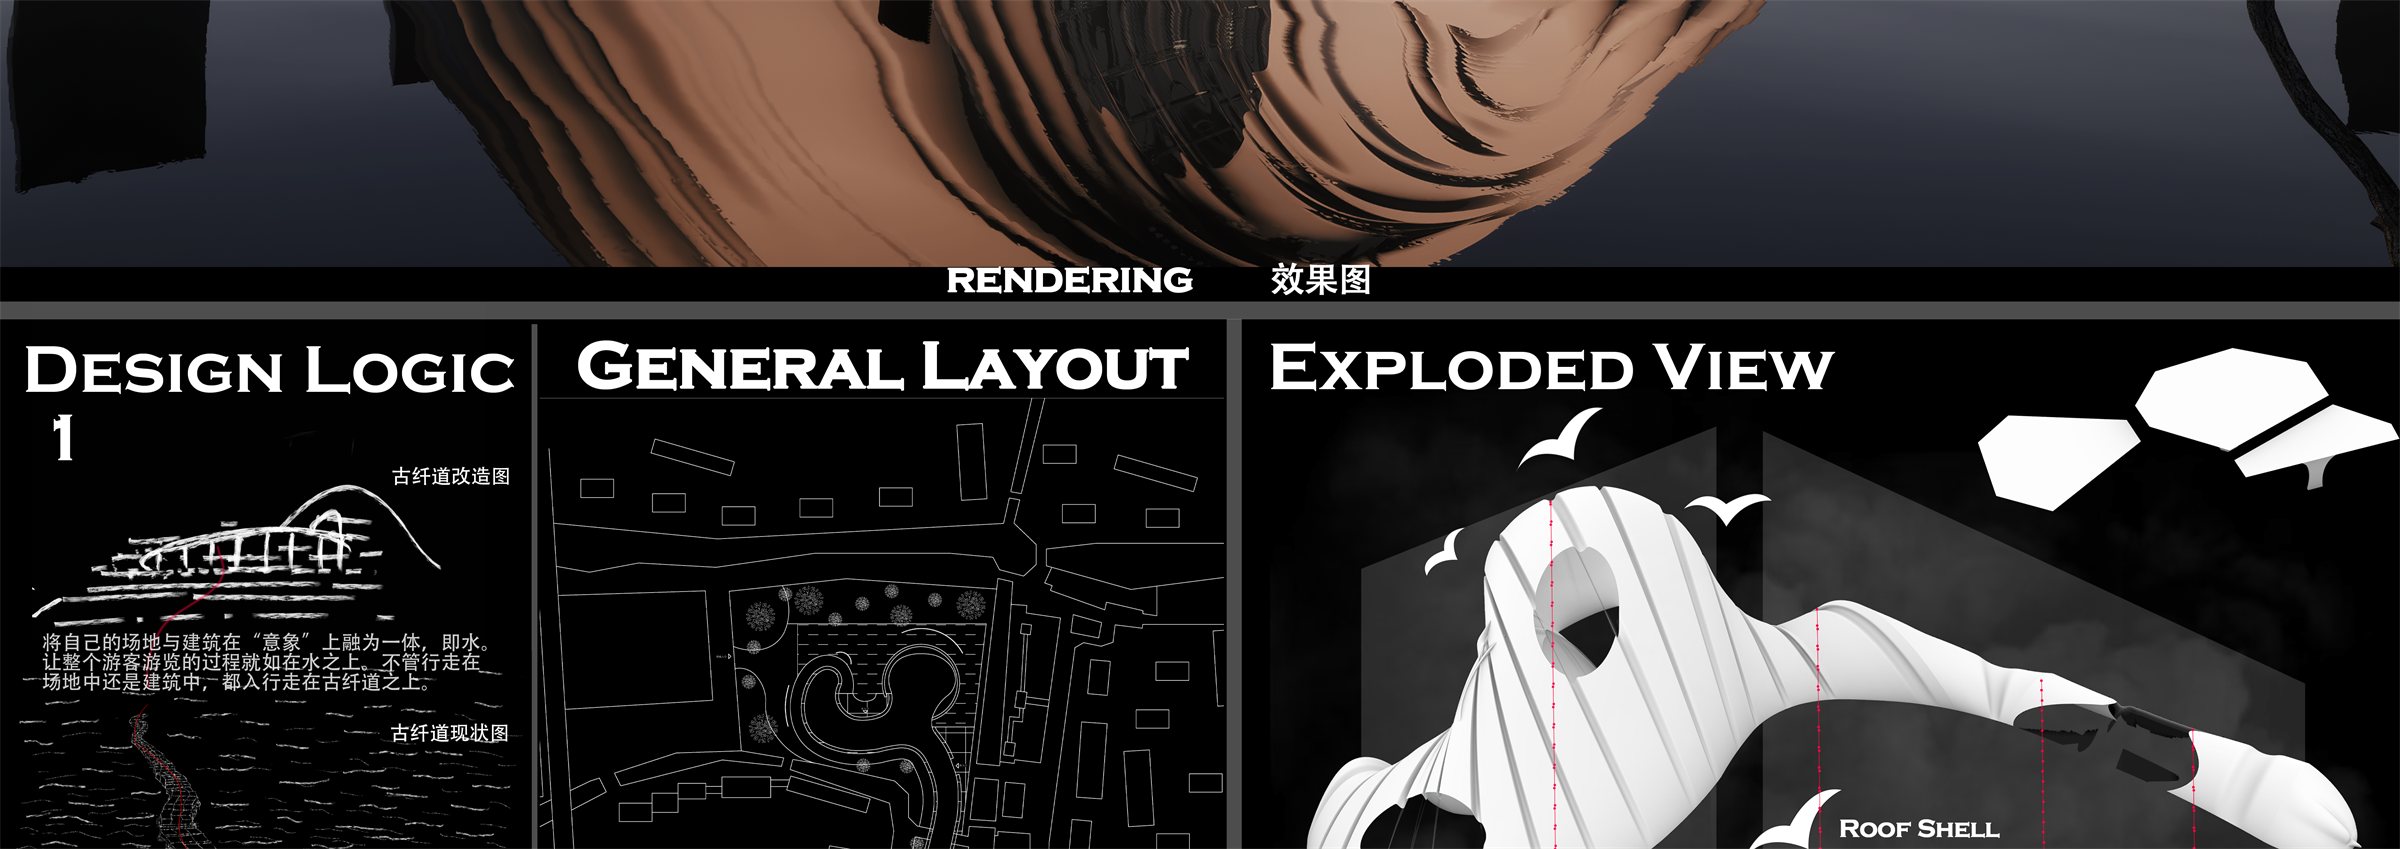 RENDERING 效果图
DESIGN LOGIC
1
古纤道改造图
将自己的场地与建筑在“意象”上融为一体，即水。
让整个游客游览的过程就如在水之上。不管行走在
场地中还是建筑中，都入行走在古纤道之上。
古纤道现状图
GENERAL LAYOUT
EXPLODED VIEW
ROOF SHELL